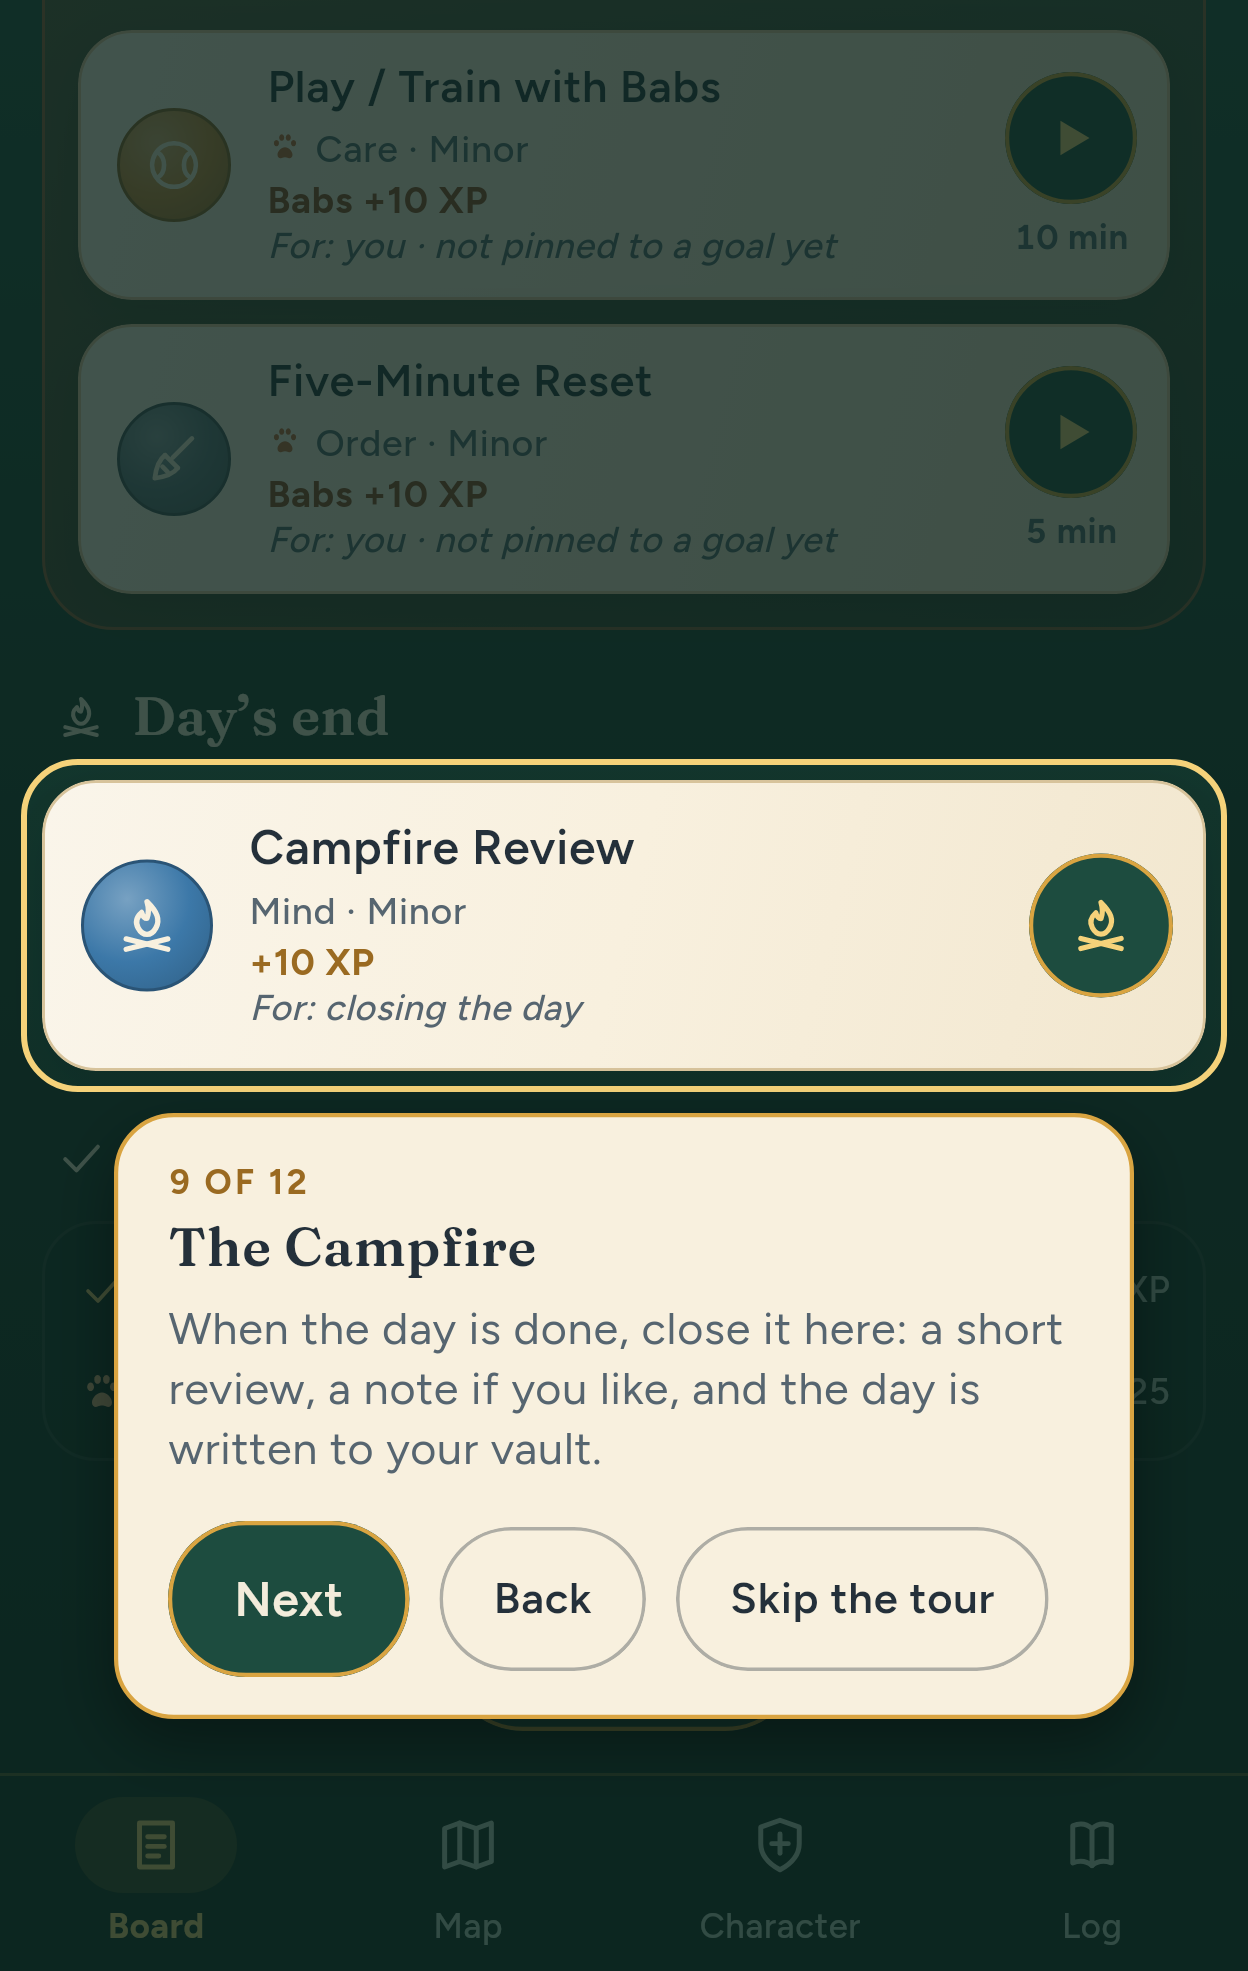 Play / Train with Babs
Care · Minor
Babs +10 XP
For: you · not pinned to a goal yet
10 min
Five-Minute Reset
Order · Minor
Babs +10 XP
For: you · not pinned to a goal yet
5 min
Day’s end
Campfire Review
Mind · Minor
+10 XP
For: closing the day
9 OF 12
The Campfire
When the day is done, close it here: a short
review, a note if you like, and the day is
written to your vault.
XP
25
Next
Back
Skip the tour
Board
Map
Character
Log